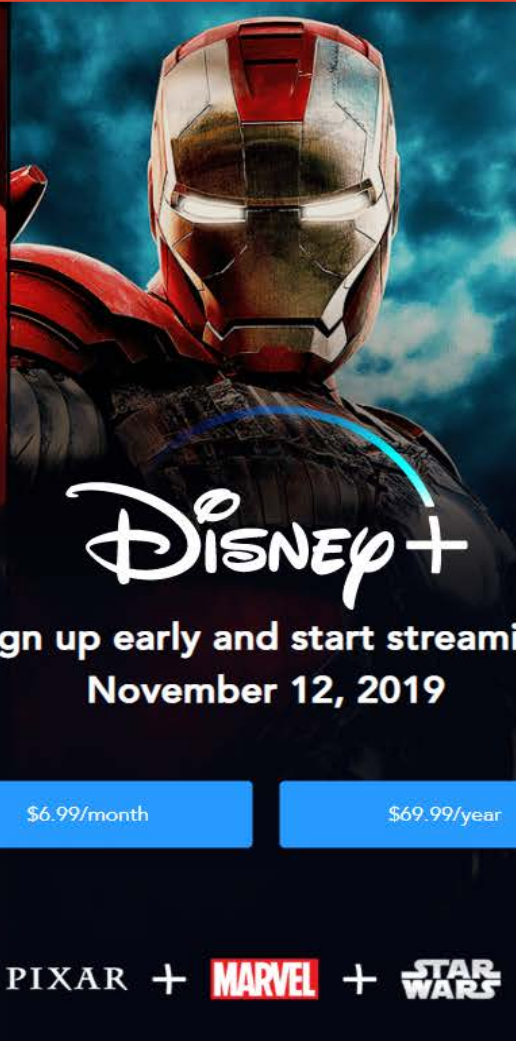 Disney+
gn up early and start streami
November 12, 2019
$6.99/month $69.99/year
PIXAR + MARVEL + STAR WARS